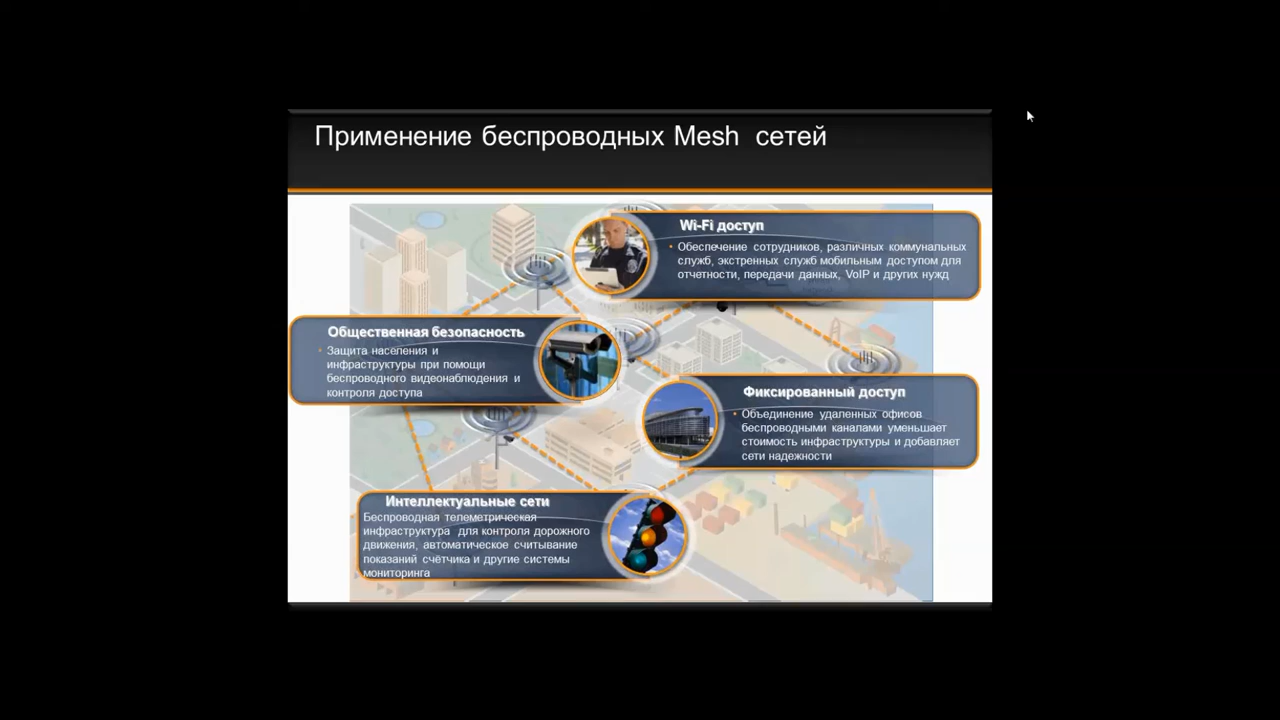 Применение беспроводных Mesh сетей
Wi-Fi доступ
• Обеспечение сотрудников, различных коммунальных
служб, экстренных служб мобильным доступом для
отчетности, передачи данных, VoIP и других нужд
Общественная безопасность
• Защита населения и
инфраструктуры при помощи
беспроводного видеонаблюдения и
контроля доступа
Фиксированный доступ
• Объединение удаленных офисов
беспроводными каналами уменьшает
стоимость инфраструктуры и добавляет
сети надежности
Интеллектуальные сети
Беспроводная телеметрическая
инфраструктура для контроля дорожного
движения, автоматическое считывание
показаний счётчика и другие системы
мониторинга